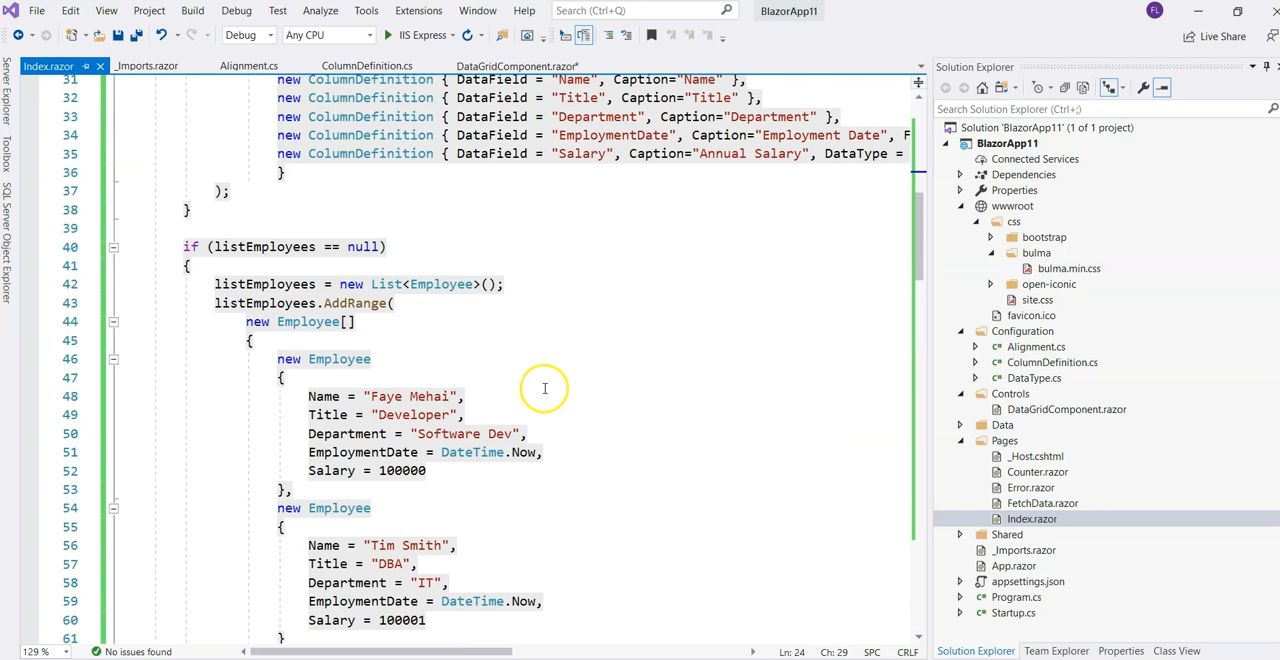 File Edit View Project Build Debug Test Analyze Tools Extensions Window Help Search (Ctrl+Q) BlazorApp11 FL
Debug Any CPU IIS Express Live Share
Index.razor _Imports.razor Alignment.cs ColumnDefinition.cs DataGridComponent.razor*
Server Explorer
Toolbox
SQL Server Object Explorer
31 new ColumnDefinition { DataField = "Name", Caption="Name" },
32 new ColumnDefinition { DataField = "Title", Caption="Title" },
33 new ColumnDefinition { DataField = "Department", Caption="Department" },
34 new ColumnDefinition { DataField = "EmploymentDate", Caption="Employment Date", F
35 new ColumnDefinition { DataField = "Salary", Caption="Annual Salary", DataType =
36 }
37 );
38 }
39
40 if (listEmployees == null)
41 {
42 listEmployees = new List<Employee>();
43 listEmployees.AddRange(
44 new Employee[]
45 {
46 new Employee
47 {
48 Name = "Faye Mehai",
49 Title = "Developer",
50 Department = "Software Dev",
51 EmploymentDate = DateTime.Now,
52 Salary = 100000
53 },
54 new Employee
55 {
56 Name = "Tim Smith",
57 Title = "DBA",
58 Department = "IT",
59 EmploymentDate = DateTime.Now,
60 Salary = 100001
61 }
129 % No issues found Ln: 24 Ch: 29 SPC CRLF
Solution Explorer
Search Solution Explorer (Ctrl+;)
Solution 'BlazorApp11' (1 of 1 project)
BlazorApp11
Connected Services
Dependencies
Properties
wwwroot
css
bootstrap
bulma
bulma.min.css
open-iconic
site.css
favicon.ico
Configuration
C# Alignment.cs
C# ColumnDefinition.cs
C# DataType.cs
Controls
DataGridComponent.razor
Data
Pages
_Host.cshtml
Counter.razor
Error.razor
FetchData.razor
Index.razor
Shared
_Imports.razor
App.razor
appsettings.json
C# Program.cs
C# Startup.cs
Solution Explorer Team Explorer Properties Class View